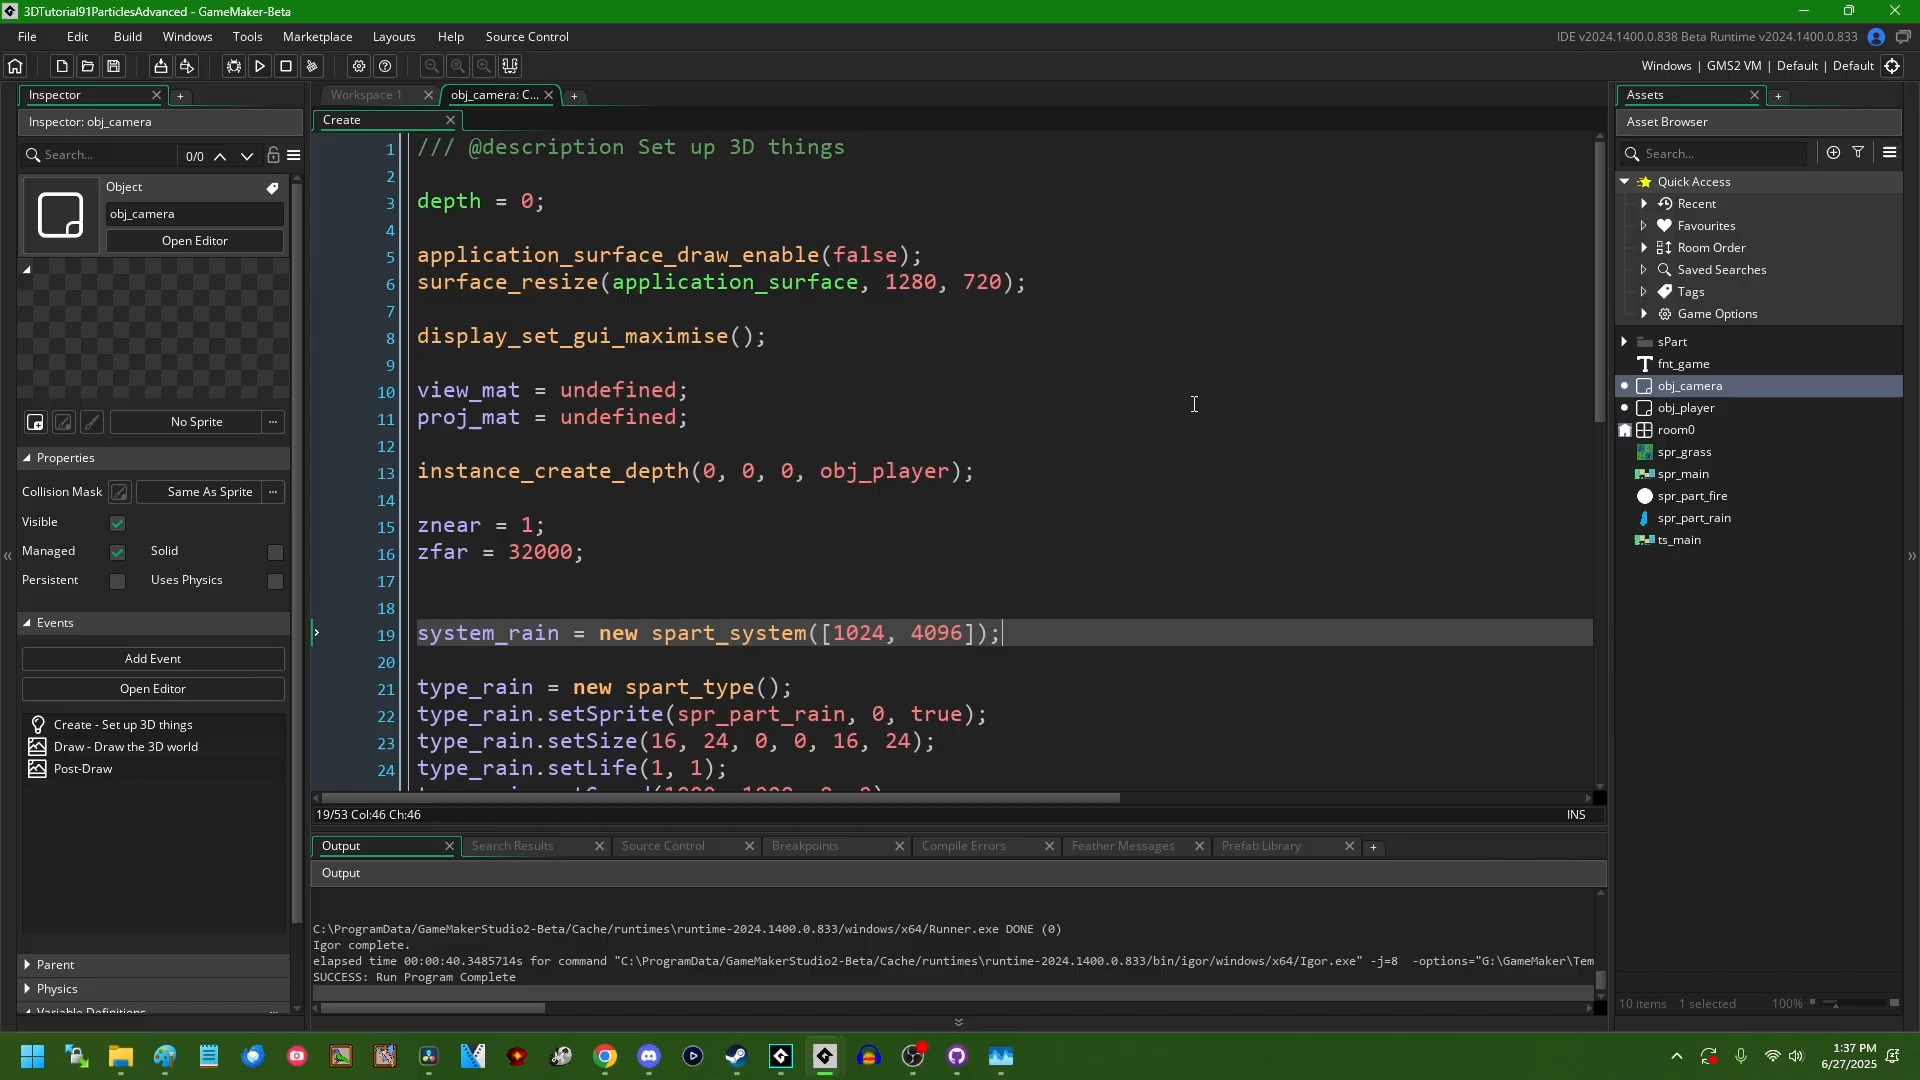 3DTutorial91ParticlesAdvanced - GameMaker-Beta
File Edit Build Windows Tools Marketplace Layouts Help Source Control
IDE v2024.1400.0.838 Beta Runtime v2024.1400.0.833
Windows | GMS2 VM | Default | Default
Inspector
Inspector: obj_camera
Search...
0/0
Object
obj_camera
Open Editor
No Sprite
Properties
Collision Mask
Same As Sprite
Visible
Managed
Solid
Persistent
Uses Physics
Events
Add Event
Open Editor
Create - Set up 3D things
Draw - Draw the 3D world
Post-Draw
Parent
Physics
Workspace 1
obj_camera: C...
Create
1 /// @description Set up 3D things
2
3 depth = 0;
4
5 application_surface_draw_enable(false);
6 surface_resize(application_surface, 1280, 720);
7
8 display_set_gui_maximise();
9
10 view_mat = undefined;
11 proj_mat = undefined;
12
13 instance_create_depth(0, 0, 0, obj_player);
14
15 znear = 1;
16 zfar = 32000;
17
18
19 system_rain = new spart_system([1024, 4096]);
20
21 type_rain = new spart_type();
22 type_rain.setSprite(spr_part_rain, 0, true);
23 type_rain.setSize(16, 24, 0, 0, 16, 24);
24 type_rain.setLife(1, 1);
19/53 Col:46 Ch:46
INS
Output
Search Results
Source Control
Breakpoints
Compile Errors
Feather Messages
Prefab Library
Output
C:\ProgramData/GameMakerStudio2-Beta/Cache/runtimes\runtime-2024.1400.0.833/windows/x64/Runner.exe DONE (0)
Igor complete.
elapsed time 00:00:40.3485714s for command "C:\ProgramData/GameMakerStudio2-Beta/Cache/runtimes\runtime-2024.1400.0.833/bin/igor/windows/x64/Igor.exe" -j=8 -options="G:\GameMaker\Tem
SUCCESS: Run Program Complete
Assets
Asset Browser
Search...
Quick Access
Recent
Favourites
Room Order
Saved Searches
Tags
Game Options
sPart
fnt_game
obj_camera
obj_player
room0
spr_grass
spr_main
spr_part_fire
spr_part_rain
ts_main
10 items 1 selected 100%
1:37 PM
6/27/2025